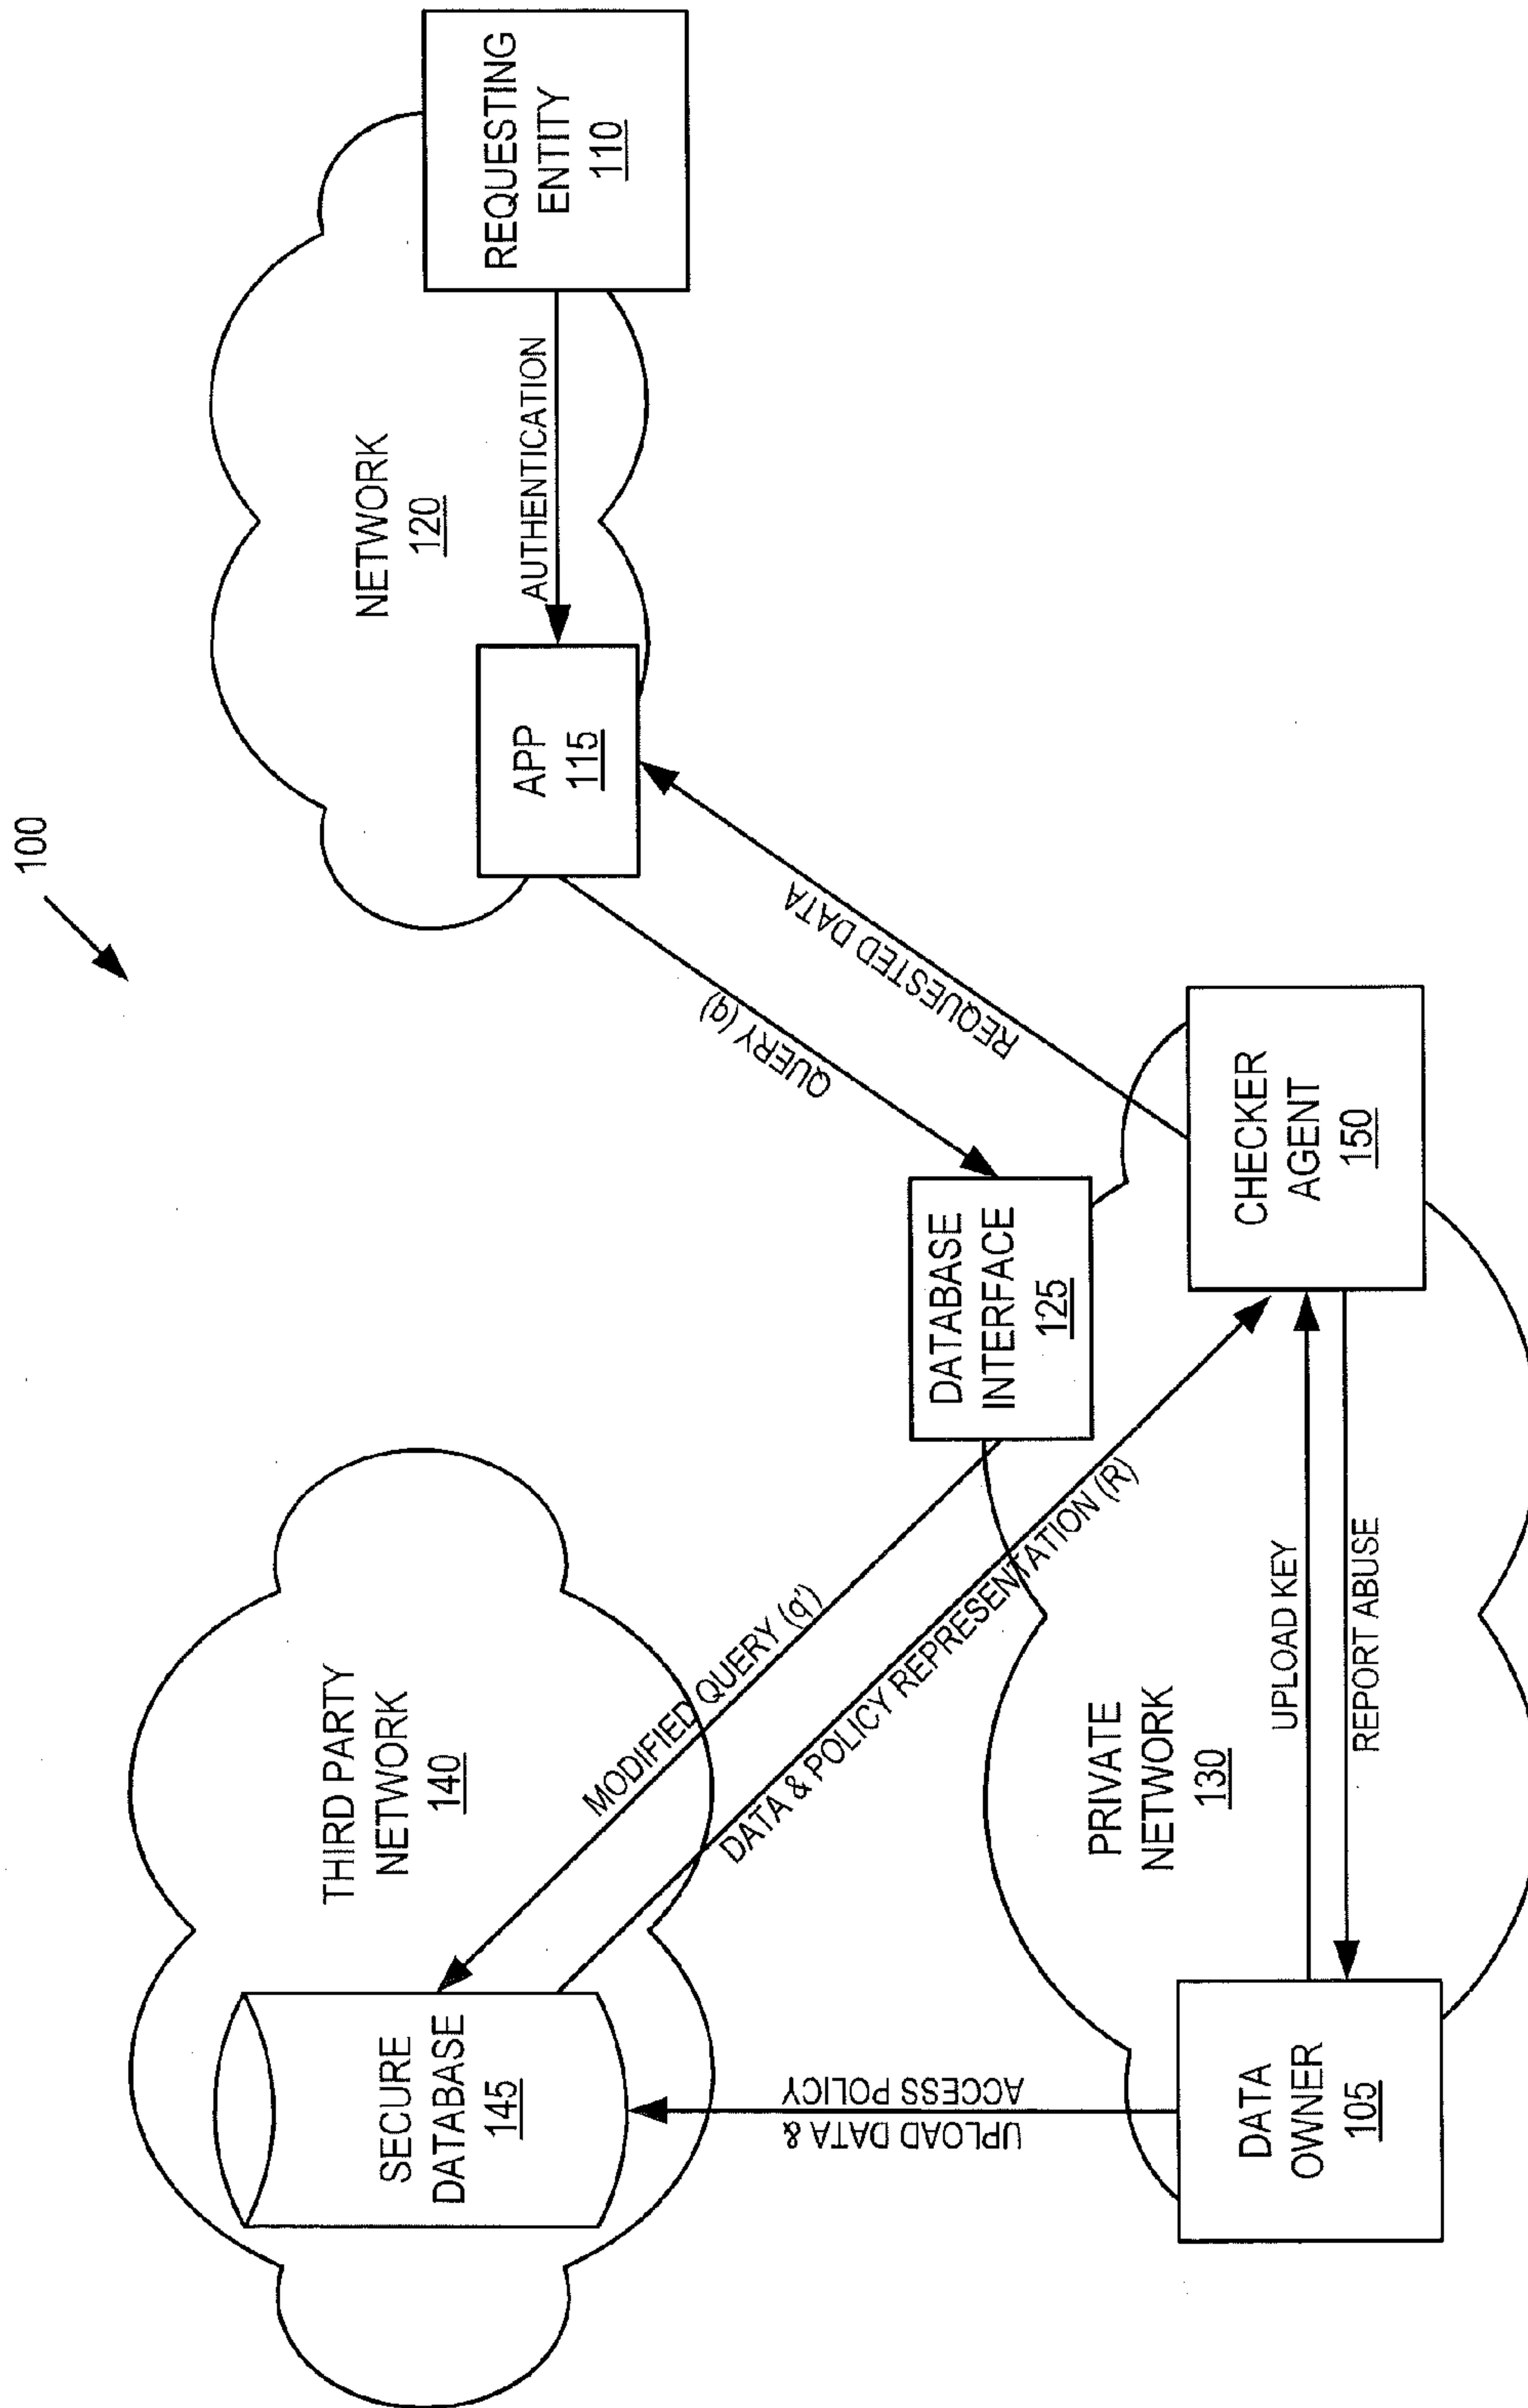 100
THIRD PARTY
NETWORK
140
SECURE
DATABASE
145
NETWORK
120
REQUESTING
ENTITY
110
AUTHENTICATION
APP
115
QUERY (q)
REQUESTED DATA
MODIFIED QUERY (q')
DATA & POLICY REPRESENTATION (R)
DATABASE
INTERFACE
125
UPLOAD DATA &
ACCESS POLICY
PRIVATE
NETWORK
130
CHECKER
AGENT
150
UPLOAD KEY
REPORT ABUSE
DATA
OWNER
105